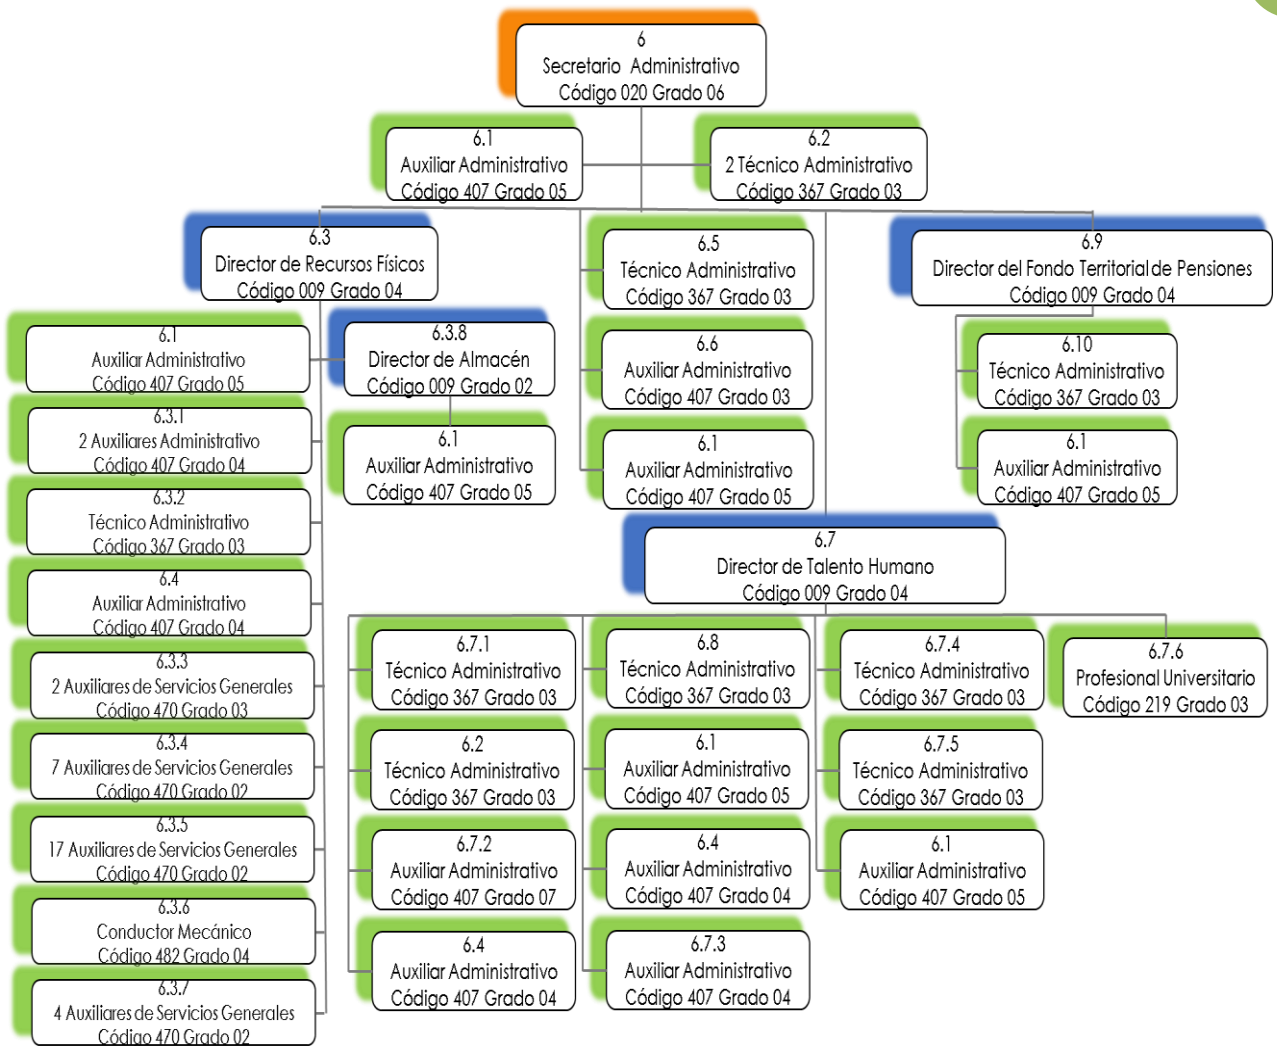 6
Secretario Administrativo
Código 020 Grado 06
6.1
Auxiliar Administrativo
Código 407 Grado 05
6.2
2 Técnico Administrativo
Código 367 Grado 03
6.3
Director de Recursos Físicos
Código 009 Grado 04
6.1
Auxiliar Administrativo
Código 407 Grado 05
6.3.1
2 Auxiliares Administrativo
Código 407 Grado 04
6.3.2
Técnico Administrativo
Código 367 Grado 03
6.4
Auxiliar Administrativo
Código 407 Grado 04
6.3.3
2 Auxiliares de Servicios Generales
Código 470 Grado 03
6.3.4
7 Auxiliares de Servicios Generales
Código 470 Grado 02
6.3.5
17 Auxiliares de Servicios Generales
Código 470 Grado 02
6.3.6
Conductor Mecánico
Código 482 Grado 04
6.3.7
4 Auxiliares de Servicios Generales
Código 470 Grado 02
6.3.8
Director de Almacén
Código 009 Grado 02
6.1
Auxiliar Administrativo
Código 407 Grado 05
6.5
Técnico Administrativo
Código 367 Grado 03
6.6
Auxiliar Administrativo
Código 407 Grado 03
6.1
Auxiliar Administrativo
Código 407 Grado 05
6.9
Director del Fondo Territorial de Pensiones
Código 009 Grado 04
6.10
Técnico Administrativo
Código 367 Grado 03
6.1
Auxiliar Administrativo
Código 407 Grado 05
6.7
Director de Talento Humano
Código 009 Grado 04
6.7.1
Técnico Administrativo
Código 367 Grado 03
6.2
Técnico Administrativo
Código 367 Grado 03
6.7.2
Auxiliar Administrativo
Código 407 Grado 07
6.4
Auxiliar Administrativo
Código 407 Grado 04
6.8
Técnico Administrativo
Código 367 Grado 03
6.1
Auxiliar Administrativo
Código 407 Grado 05
6.4
Auxiliar Administrativo
Código 407 Grado 04
6.7.3
Auxiliar Administrativo
Código 407 Grado 04
6.7.4
Técnico Administrativo
Código 367 Grado 03
6.7.5
Técnico Administrativo
Código 367 Grado 03
6.1
Auxiliar Administrativo
Código 407 Grado 05
6.7.6
Profesional Universitario
Código 219 Grado 03